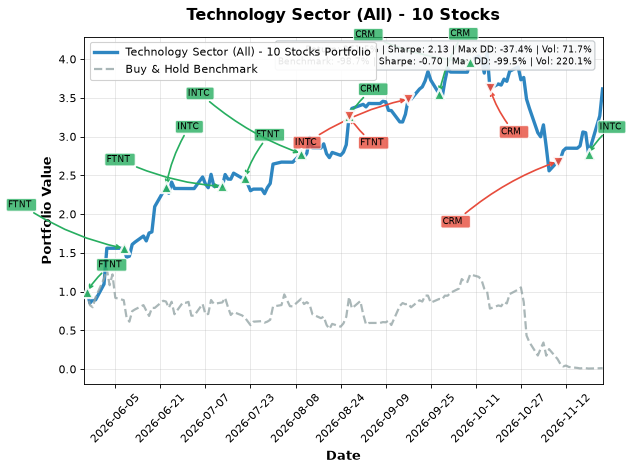 Technology Sector (All) - 10 Stocks
CRM
CRM
Technology Sector (All) - 10 Stocks Portfolio
| Sharpe: 2.13 | Max DD: -37.4% | Vol: 71.7%
Buy & Hold Benchmark
Benchmark: -98.7% | Sharpe: -0.70 | Max DD: -99.5% | Vol: 220.1%
INTC
CRM
INTC
FTNT
INTC
CRM
INTC
FTNT
FTNT
FTNT
CRM
FTNT
4.0
3.5
3.0
2.5
2.0
1.5
1.0
0.5
0.0
Portfolio Value
2026-06-05
2026-06-21
2026-07-07
2026-07-23
2026-08-08
2026-08-24
2026-09-09
2026-09-25
2026-10-11
2026-10-27
2026-11-12
Date